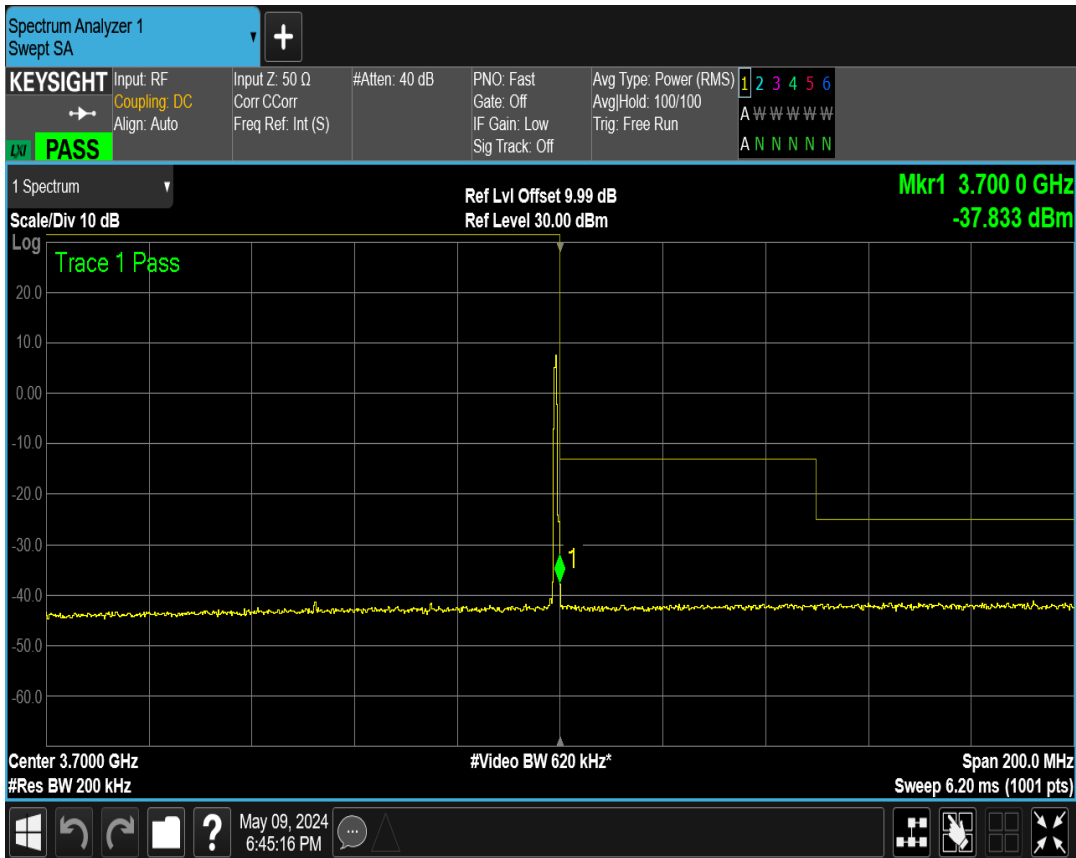 Spectrum Analyzer 1
Swept SA
+
KEYSIGHT
LXI PASS
Input: RF
Coupling: DC
Align: Auto
Input Z: 50 Ω
Corr CCorr
Freq Ref: Int (S)
#Atten: 40 dB
PNO: Fast
Gate: Off
IF Gain: Low
Sig Track: Off
Avg Type: Power (RMS)
Avg|Hold: 100/100
Trig: Free Run
1 2 3 4 5 6
A W W W W W
A N N N N N
1 Spectrum
Scale/Div 10 dB
Ref Lvl Offset 9.99 dB
Ref Level 30.00 dBm
Mkr1 3.700 0 GHz
-37.833 dBm
Log
Trace 1 Pass
20.0
10.0
0.00
-10.0
-20.0
-30.0
1
-40.0
-50.0
-60.0
Center 3.7000 GHz
#Video BW 620 kHz*
Span 200.0 MHz
#Res BW 200 kHz
Sweep 6.20 ms (1001 pts)
?
May 09, 2024
6:45:16 PM